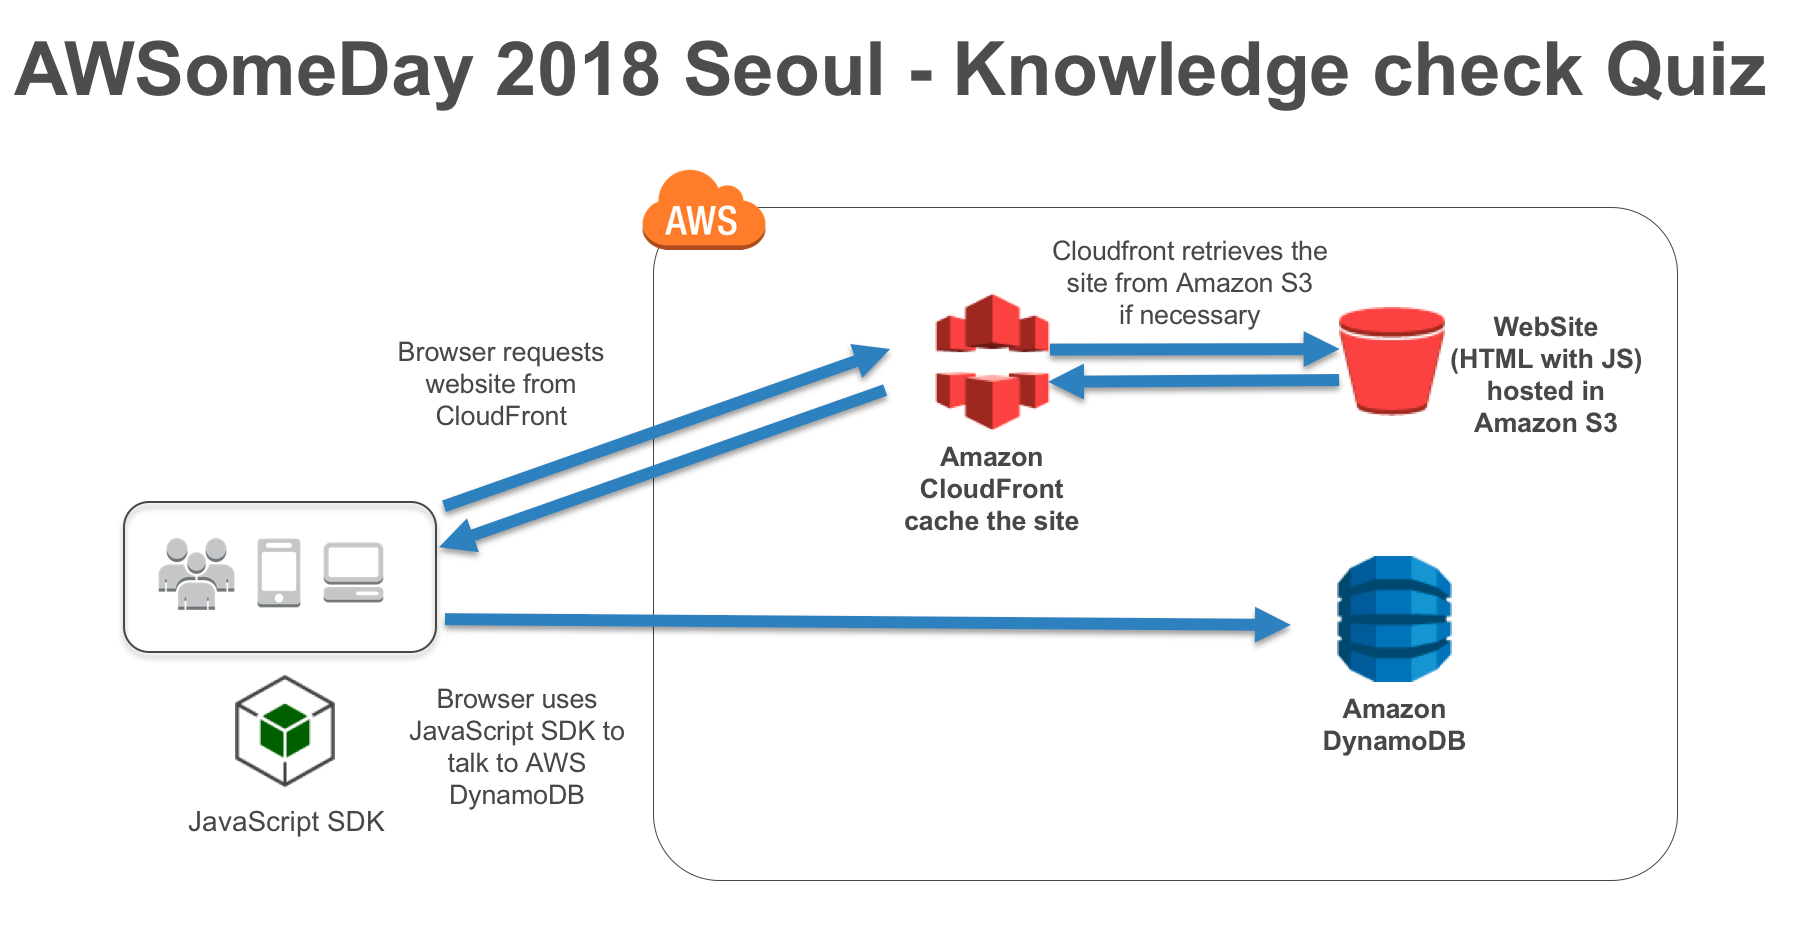 AWSomeDay 2018 Seoul - Knowledge check Quiz
AWS
Cloudfront retrieves the
site from Amazon S3
if necessary
WebSite
(HTML with JS)
hosted in
Amazon S3
Browser requests
website from
CloudFront
Amazon
CloudFront
cache the site
Amazon
DynamoDB
Browser uses
JavaScript SDK to
talk to AWS
DynamoDB
JavaScript SDK